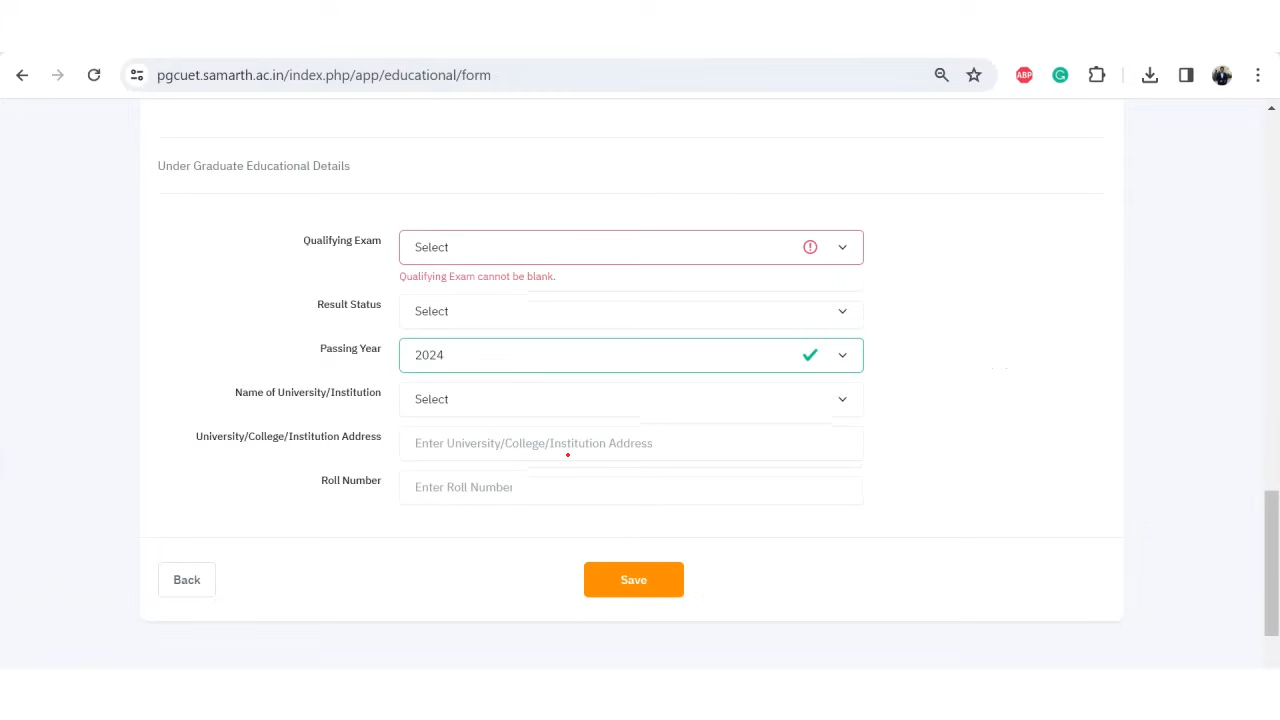 pgcuet.samarth.ac.in/index.php/app/educational/form
ABP
Under Graduate Educational Details
Qualifying Exam
Select
Qualifying Exam cannot be blank.
Result Status
Select
Passing Year
2024
Name of University/Institution
Select
University/College/Institution Address
Enter University/College/Institution Address
Roll Number
Enter Roll Number
Back
Save